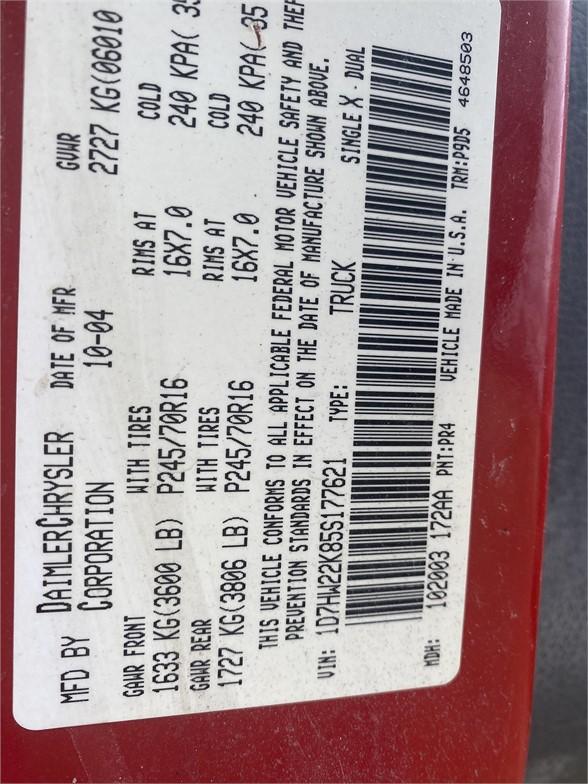 MFD BY DAIMLERCHRYSLER DATE OF MFR GVWR
CORPORATION 10-04 2727 KG(06010
GAWR FRONT WITH TIRES RIMS AT COLD
1633 KG(3600 LB) P245/70R16 16X7.0 240 KPA( 35
GAWR REAR WITH TIRES RIMS AT COLD
1727 KG(3806 LB) P245/70R16 16X7.0 240 KPA( 35
THIS VEHICLE CONFORMS TO ALL APPLICABLE FEDERAL MOTOR VEHICLE SAFETY AND THEF
PREVENTION STANDARDS IN EFFECT ON THE DATE OF MANUFACTURE SHOWN ABOVE.
VIN: 1D7HW22K85S177621 TYPE: TRUCK SINGLE X DUAL
MDH: 102003 172AA PNT:PR4 VEHICLE MADE IN U.S.A. TRM:P9D5 4648503